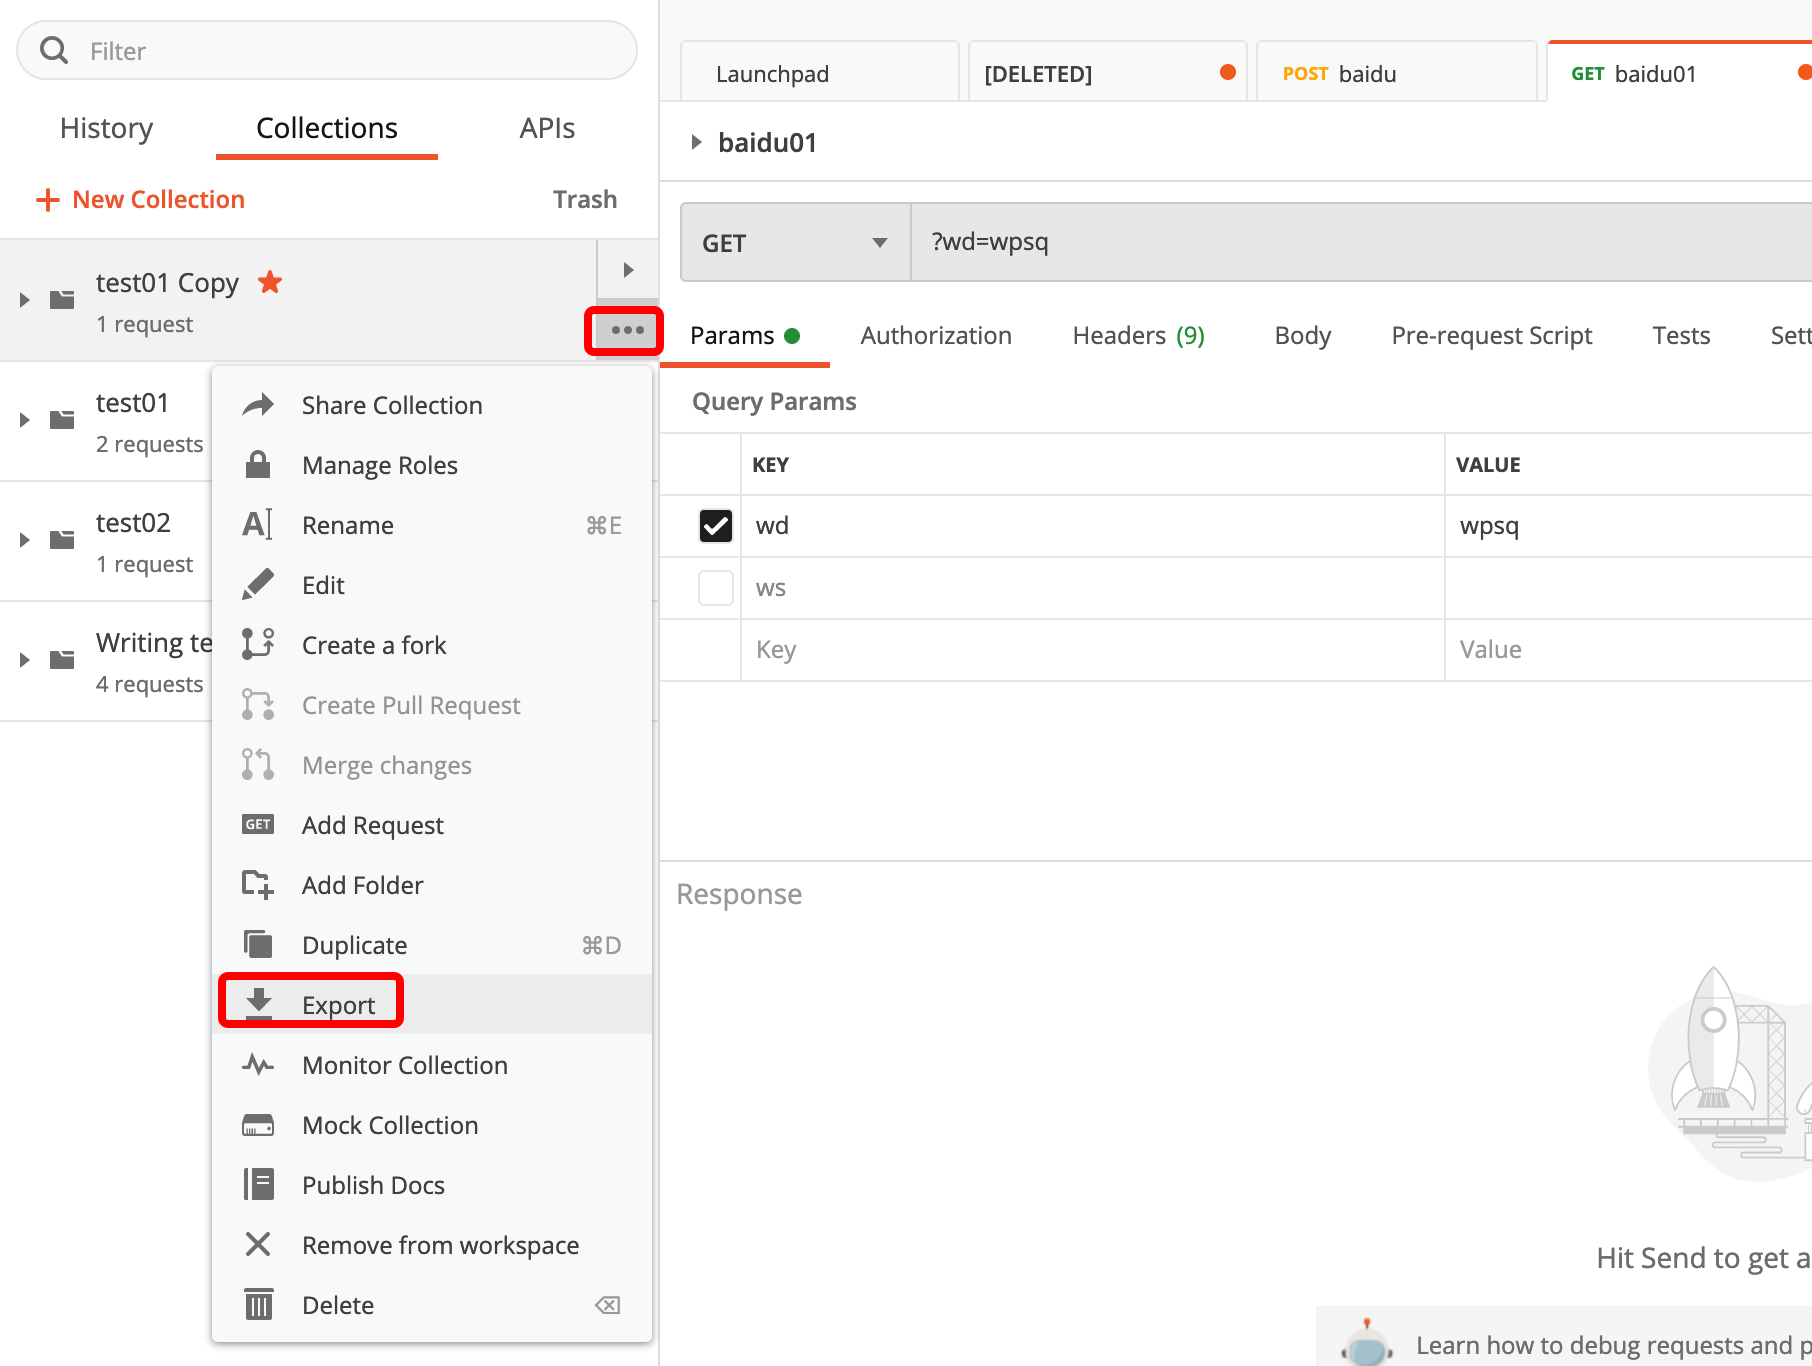 Filter
History Collections APIs
New Collection Trash
test01 Copy
1 request
test01
2 requests
test02
1 request
Writing te
4 requests
Share Collection
Manage Roles
Rename ⌘E
Edit
Create a fork
Create Pull Request
Merge changes
GET Add Request
Add Folder
Duplicate ⌘D
Export
Monitor Collection
Mock Collection
Publish Docs
Remove from workspace
Delete
Launchpad [DELETED] POST baidu GET baidu01
baidu01
GET ?wd=wpsq
Params Authorization Headers (9) Body Pre-request Script Tests Sett
Query Params
KEY VALUE
wd wpsq
ws
Key Value
Response
Hit Send to get a
Learn how to debug requests and p